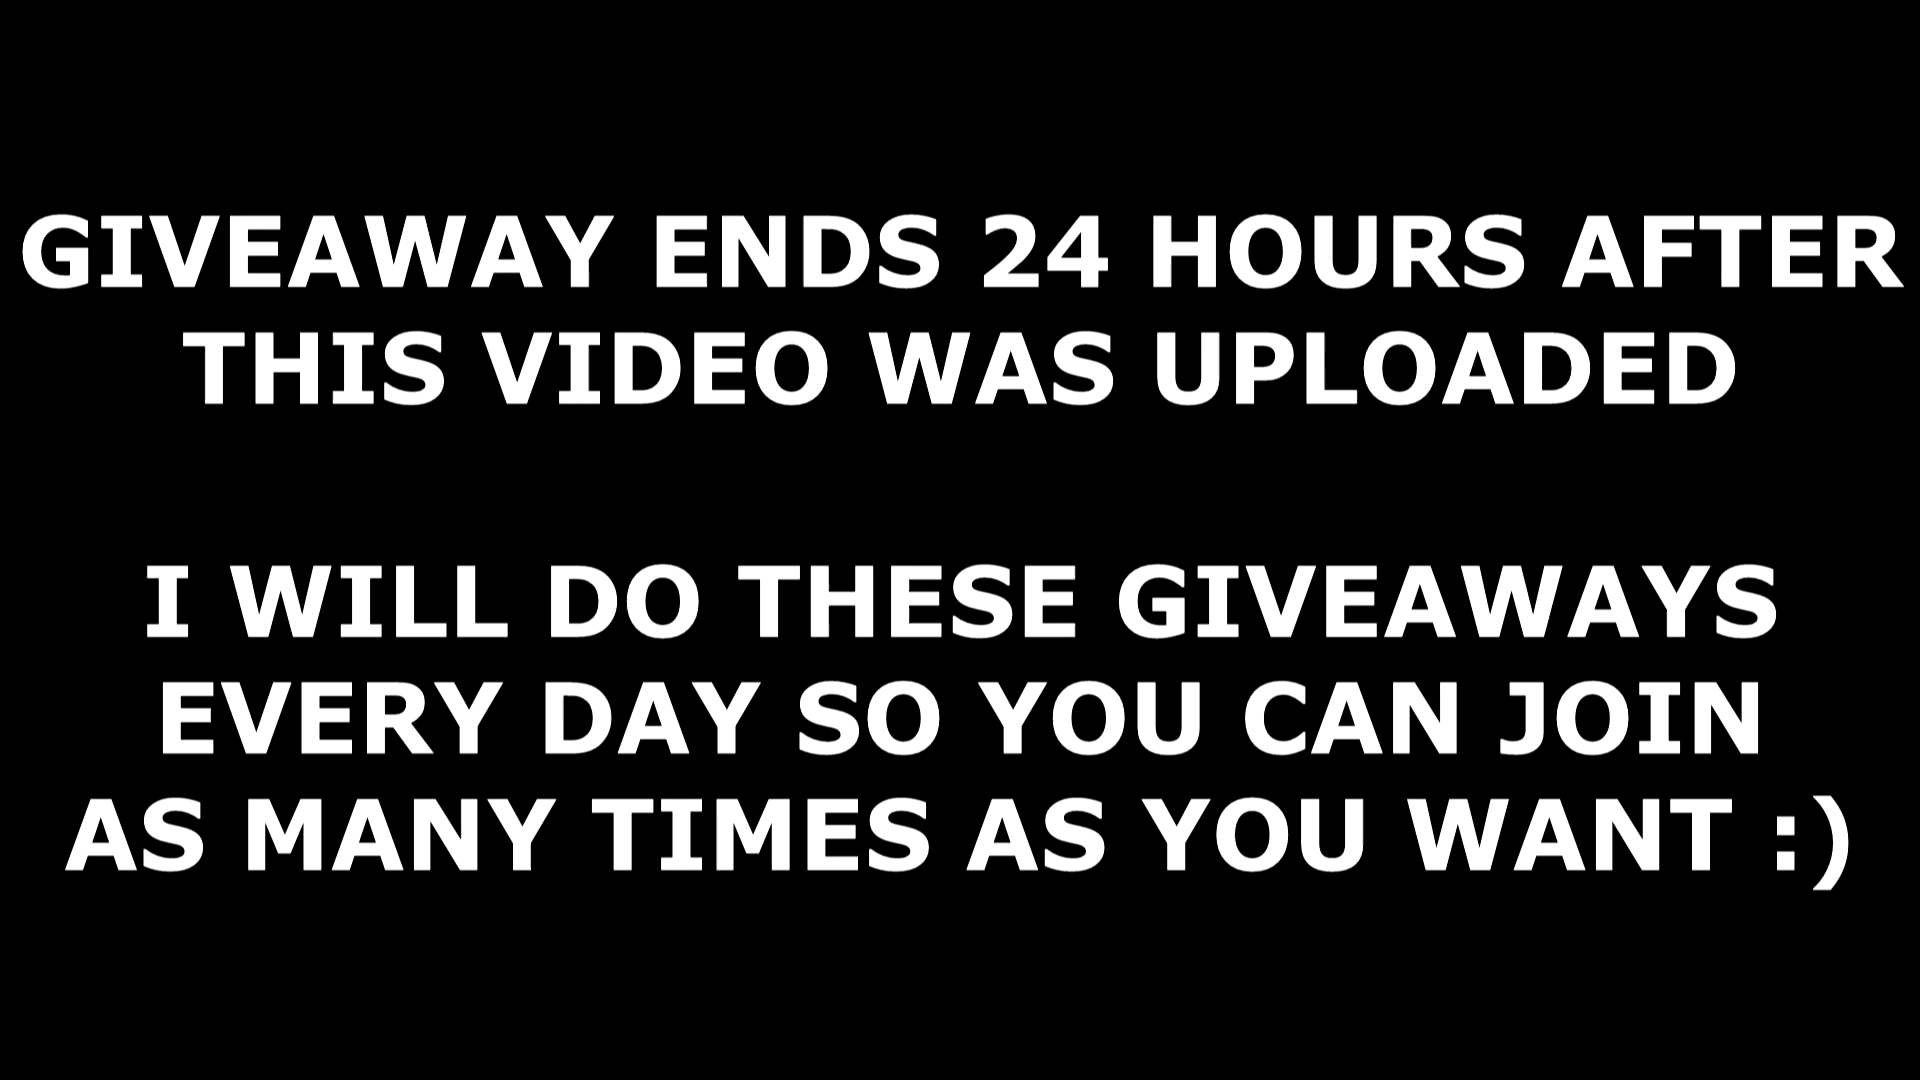 GIVEAWAY ENDS 24 HOURS AFTER
THIS VIDEO WAS UPLOADED
I WILL DO THESE GIVEAWAYS
EVERY DAY SO YOU CAN JOIN
AS MANY TIMES AS YOU WANT :)